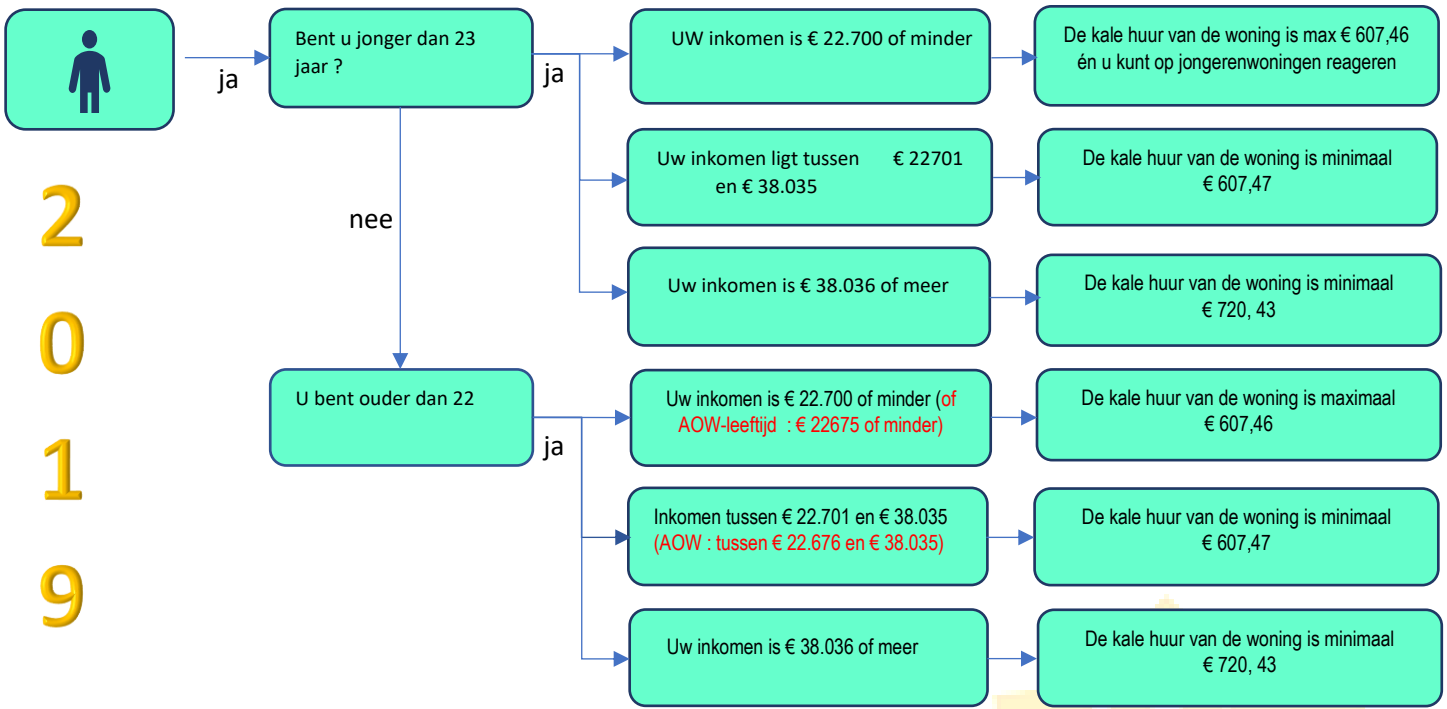 Bent u jonger dan 23
jaar ?
ja
ja
UW inkomen is € 22.700 of minder
De kale huur van de woning is max € 607,46
én u kunt op jongerenwoningen reageren
Uw inkomen ligt tussen € 22701
en € 38.035
De kale huur van de woning is minimaal
€ 607,47
2
nee
Uw inkomen is € 38.036 of meer
De kale huur van de woning is minimaal
€ 720, 43
0
U bent ouder dan 22
ja
Uw inkomen is € 22.700 of minder (of
AOW-leeftijd : € 22675 of minder)
De kale huur van de woning is maximaal
€ 607,46
1
Inkomen tussen € 22.701 en € 38.035
(AOW : tussen € 22.676 en € 38.035)
De kale huur van de woning is minimaal
€ 607,47
9
Uw inkomen is € 38.036 of meer
De kale huur van de woning is minimaal
€ 720, 43